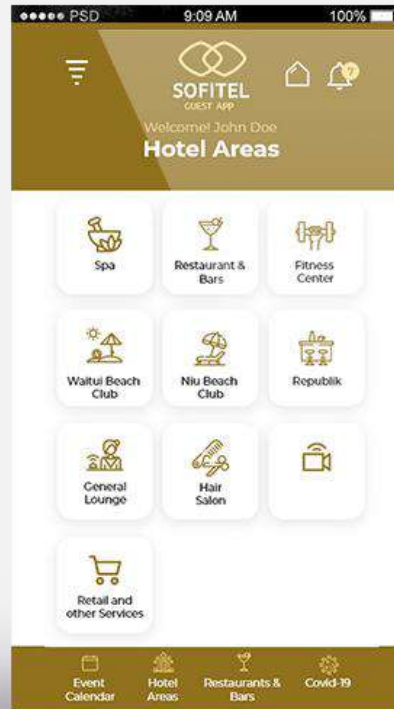 PSD 9:09 AM 100%
7
SOFITEL
GUEST APP
Welcome! John Doe
Hotel Areas
Spa
Restaurant &
Bars
Fitness
Center
Waitui Beach
Club
Niu Beach
Club
Republik
General
Lounge
Hair
Salon
Retail and
other Services
Event
Calendar
Hotel
Areas
Restaurants &
Bars
Covid-19